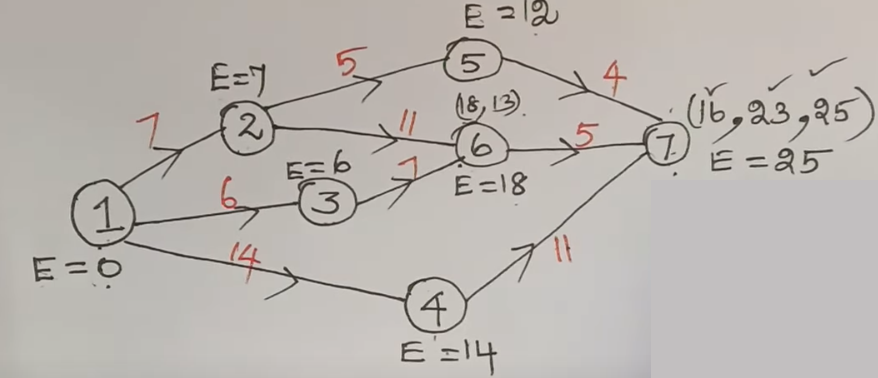 E = 12
5
4
E=7
5
(18, 13)
(16, 23, 25)
7
2
11
6
5
7
E = 25
E=6
7
E=18
1
6
3
E = 0
14
11
4
E = 14